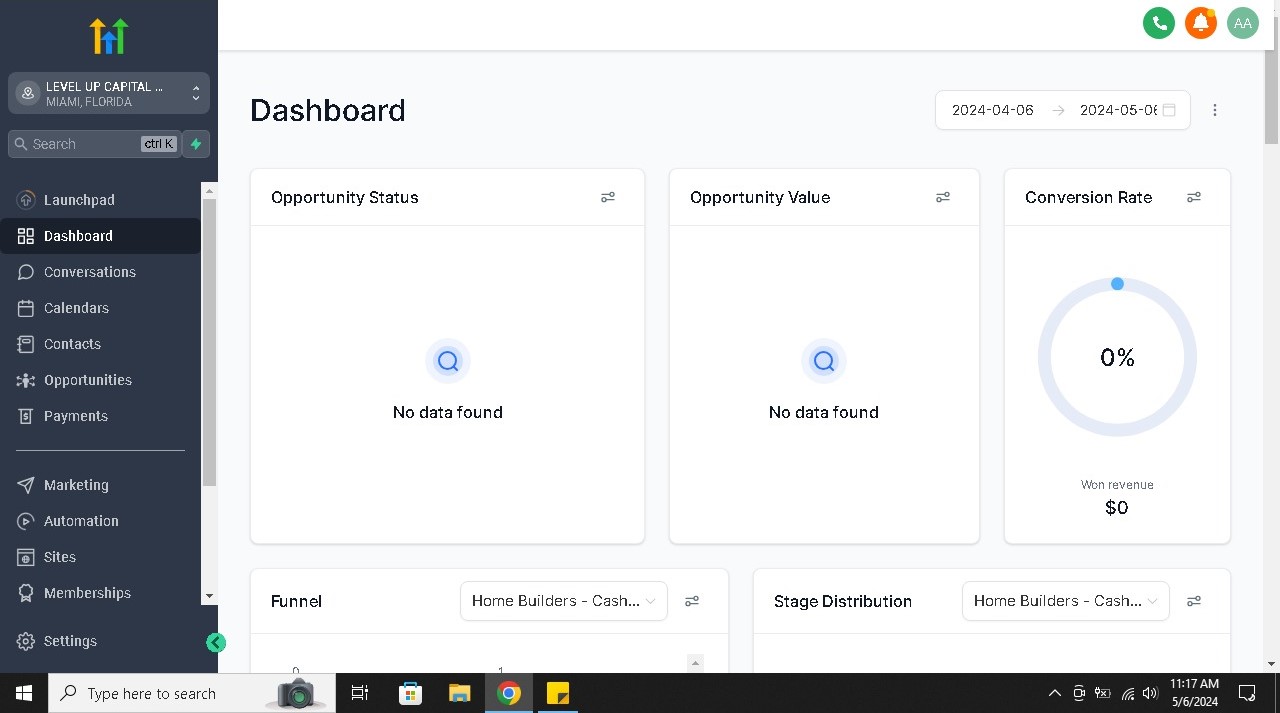 LEVEL UP CAPITAL ...
MIAMI, FLORIDA
Search
ctrl K
Launchpad
Dashboard
Conversations
Calendars
Contacts
Opportunities
Payments
Marketing
Automation
Sites
Memberships
Settings
AA
Dashboard
2024-04-06 → 2024-05-06
Opportunity Status
No data found
Opportunity Value
No data found
Conversion Rate
0%
Won revenue
$0
Funnel
Home Builders - Cash...
0 1
Stage Distribution
Home Builders - Cash...
Type here to search
11:17 AM
5/6/2024